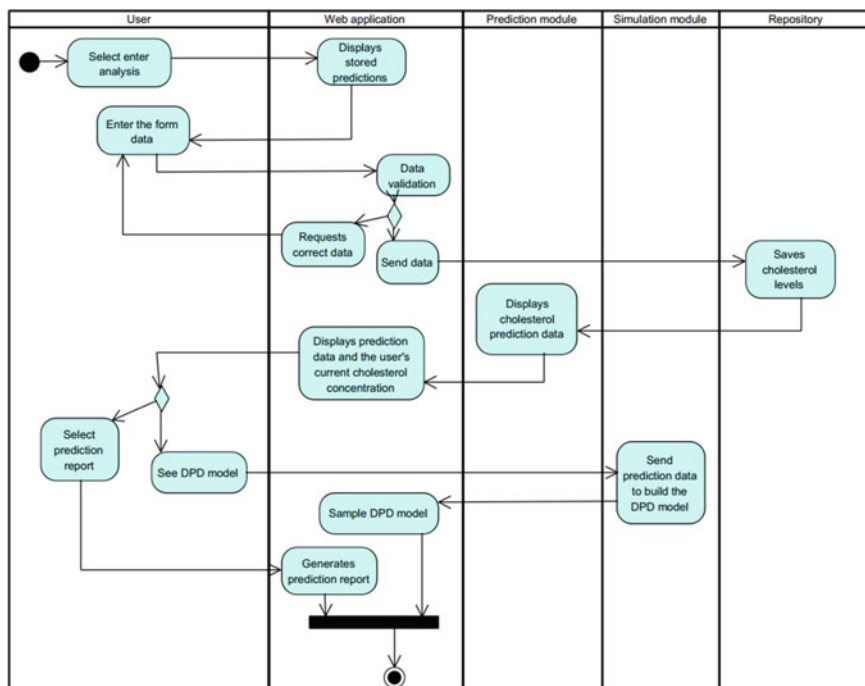 User
Web application
Prediction module
Simulation module
Repository
Select enter
analysis
Displays
stored
predictions
Enter the form
data
Data
validation
Requests
correct data
Send data
Saves
cholesterol
levels
Displays
cholesterol
prediction data
Displays prediction
data and the user's
current cholesterol
concentration
Select
prediction
report
See DPD model
Send
prediction data
to build the
DPD model
Sample DPD model
Generates
prediction report